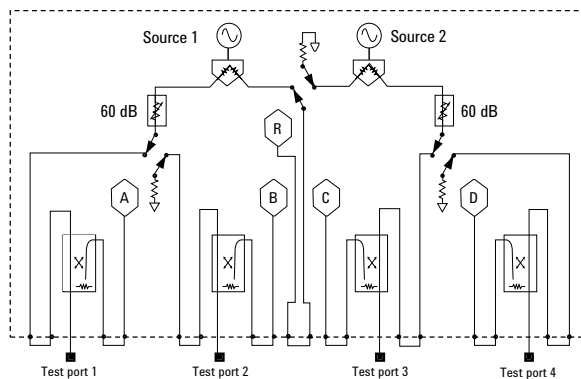 Source 1
Source 2
60 dB
60 dB
R
A
B
C
D
Test port 1
Test port 2
Test port 3
Test port 4